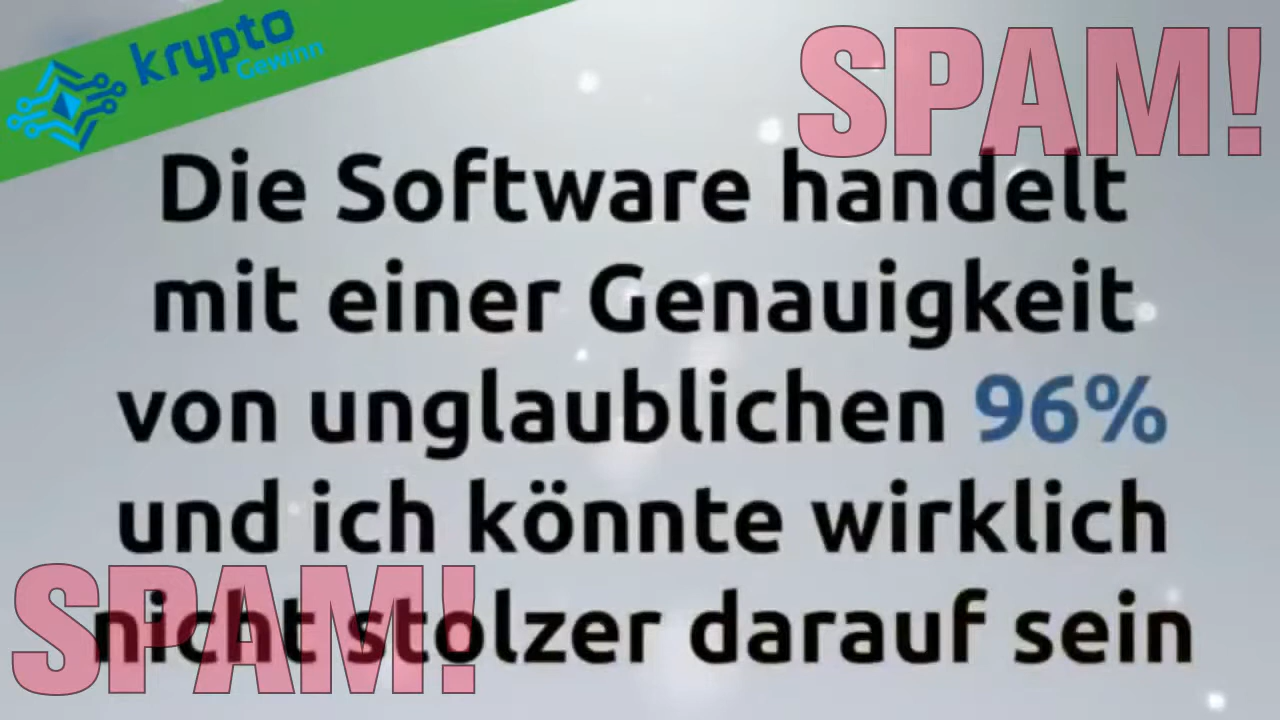 krypto
Gewinn
SPAM!
Die Software handelt
mit einer Genauigkeit
von unglaublichen 96%
und ich könnte wirklich
nicht stolzer darauf sein
SPAM!